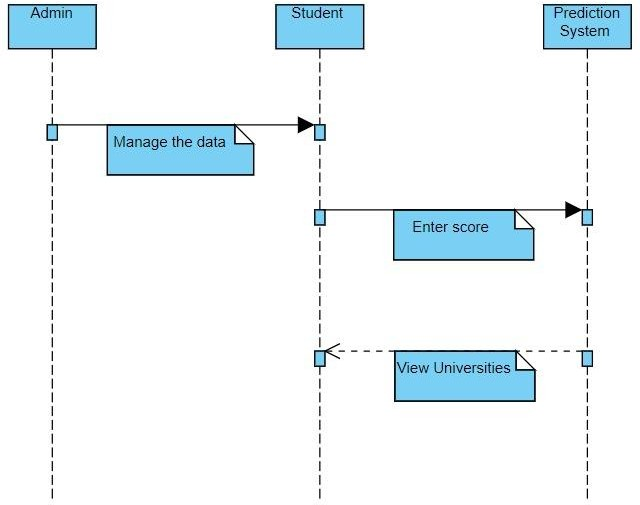 Admin
Student
Prediction
System
Manage the data
Enter score
View Universities